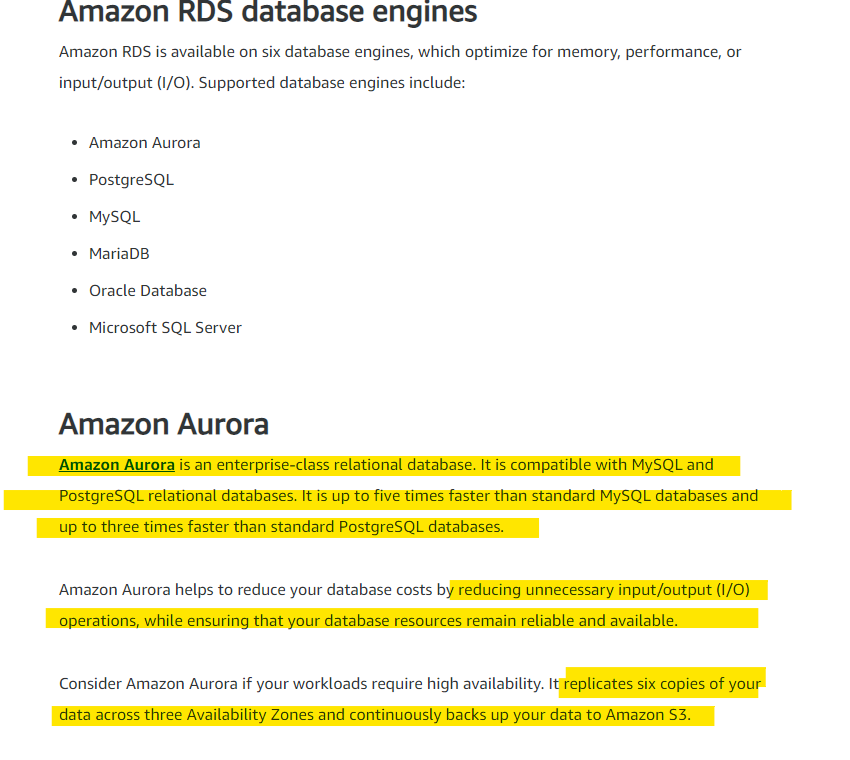 Amazon RDS database engines
Amazon RDS is available on six database engines, which optimize for memory, performance, or
input/output (I/O). Supported database engines include:
• Amazon Aurora
• PostgreSQL
• MySQL
• MariaDB
• Oracle Database
• Microsoft SQL Server
Amazon Aurora
Amazon Aurora is an enterprise-class relational database. It is compatible with MySQL and
PostgreSQL relational databases. It is up to five times faster than standard MySQL databases and
up to three times faster than standard PostgreSQL databases.
Amazon Aurora helps to reduce your database costs by reducing unnecessary input/output (I/O)
operations, while ensuring that your database resources remain reliable and available.
Consider Amazon Aurora if your workloads require high availability. It replicates six copies of your
data across three Availability Zones and continuously backs up your data to Amazon S3.